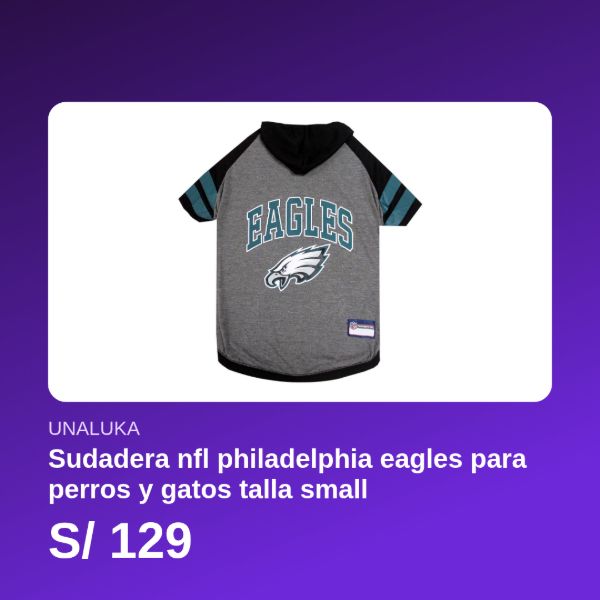 EAGLES
UNALUKA
Sudadera nfl philadelphia eagles para
perros y gatos talla small
S/ 129